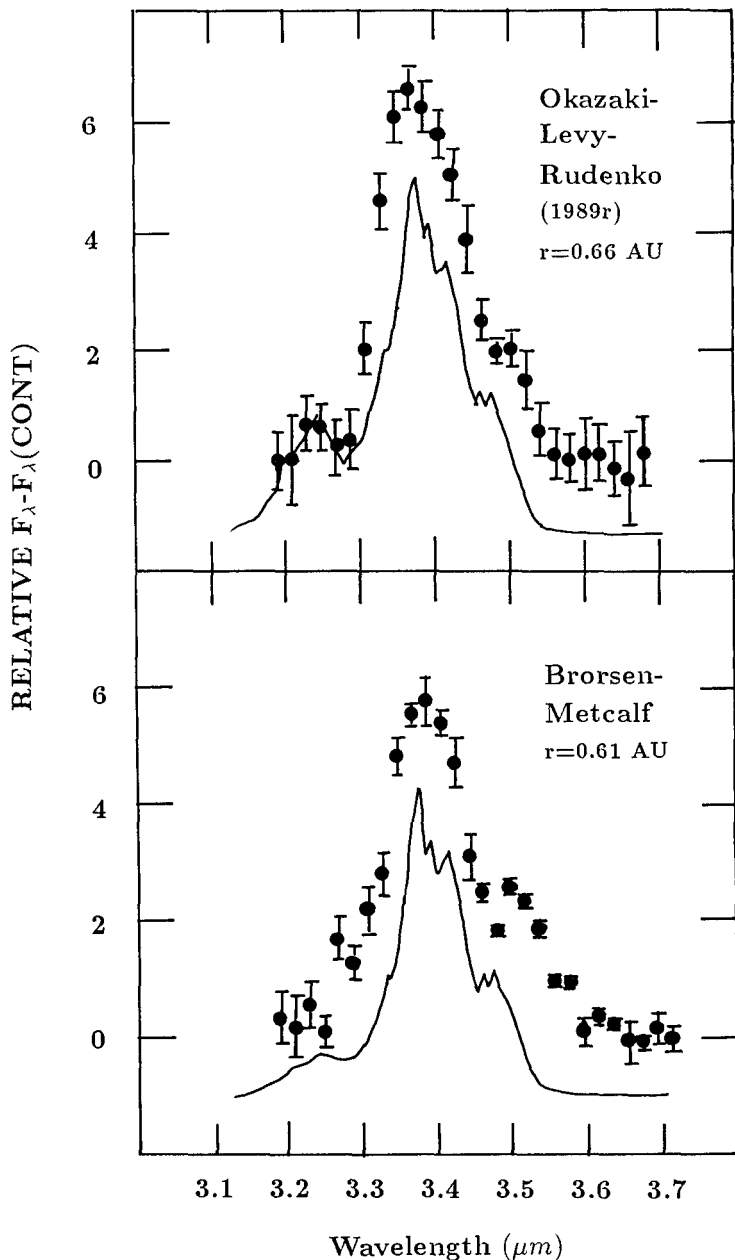 RELATIVE F_λ-F_λ(CONT)
6
4
2
0
Okazaki-
Levy-
Rudenko
(1989r)
r=0.66 AU
6
4
2
0
Brorsen-
Metcalf
r=0.61 AU
3.1 3.2 3.3 3.4 3.5 3.6 3.7
Wavelength (μm)